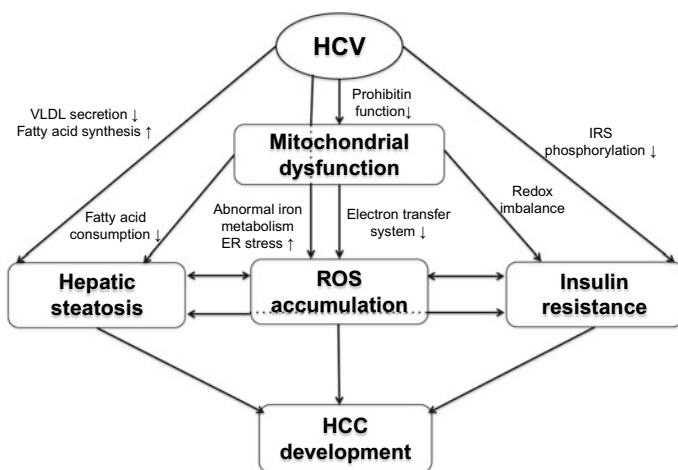 HCV
Prohibitin
function↓
VLDL secretion ↓
Fatty acid synthesis ↑
IRS
phosphorylation ↓
Mitochondrial
dysfunction
Fatty acid
consumption ↓
Abnormal iron
metabolism
ER stress ↑
Electron transfer
system ↓
Redox
imbalance
Hepatic
steatosis
ROS
accumulation
Insulin
resistance
HCC
development